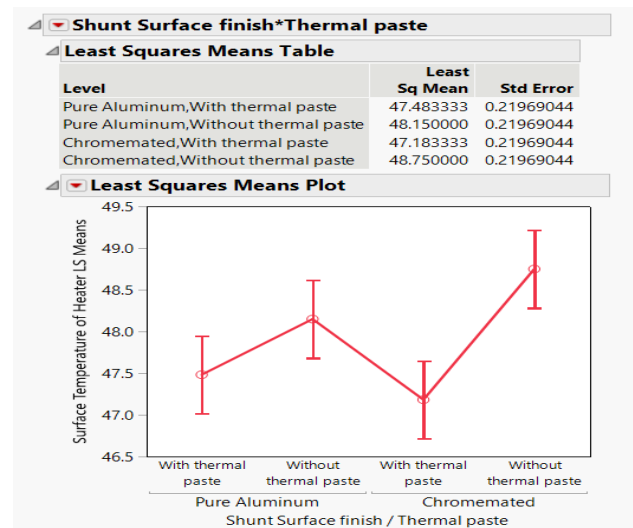 Shunt Surface finish*Thermal paste
Least Squares Means Table
Least
Level Sq Mean Std Error
Pure Aluminum,With thermal paste 47.483333 0.21969044
Pure Aluminum,Without thermal paste 48.150000 0.21969044
Chromemated,With thermal paste 47.183333 0.21969044
Chromemated,Without thermal paste 48.750000 0.21969044
Least Squares Means Plot
Surface Temperature of Heater LS Means
49.5
49.0
48.5
48.0
47.5
47.0
46.5
With thermal Without With thermal Without
paste thermal paste paste thermal paste
Pure Aluminum Chromemated
Shunt Surface finish / Thermal paste